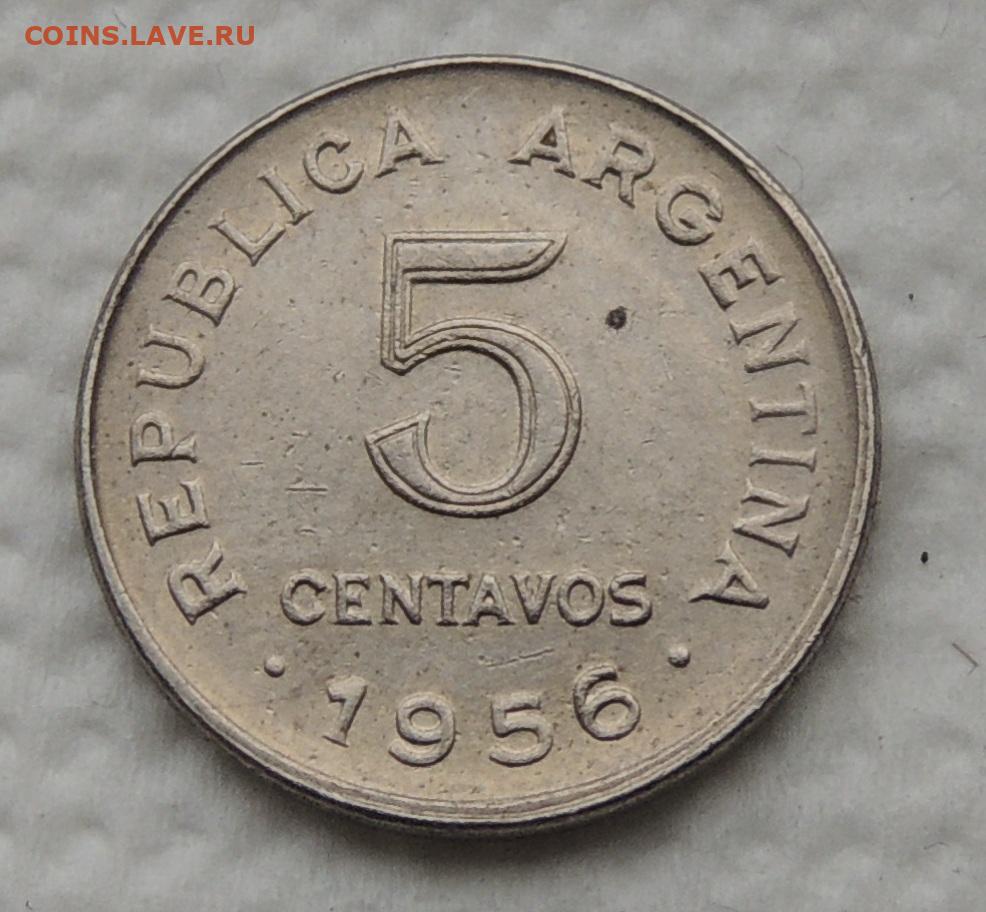 COINS.LAVE.RU
REPUBLICA ARGENTINA
5
CENTAVOS
· 1956 ·